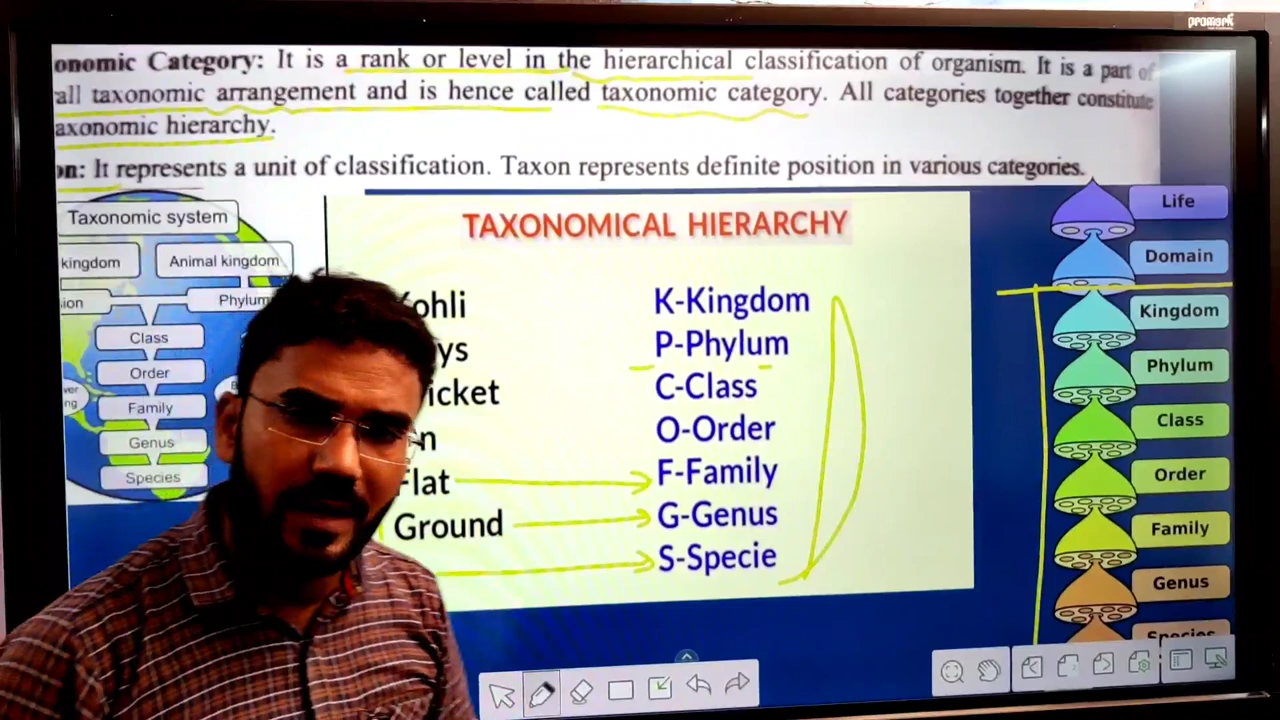 promark
onomic Category: It is a rank or level in the hierarchical classification of organism. It is a part of
all taxonomic arrangement and is hence called taxonomic category. All categories together constitute
axonomic hierarchy.
on: It represents a unit of classification. Taxon represents definite position in various categories.
Taxonomic system
kingdom
Animal kingdom
sion
Phylum
Class
Order
Family
Genus
Species
TAXONOMICAL HIERARCHY
Kohli
K-Kingdom
ys
P-Phylum
icket
C-Class
n
O-Order
Flat
F-Family
Ground
G-Genus
S-Specie
Life
Domain
Kingdom
Phylum
Class
Order
Family
Genus
Species